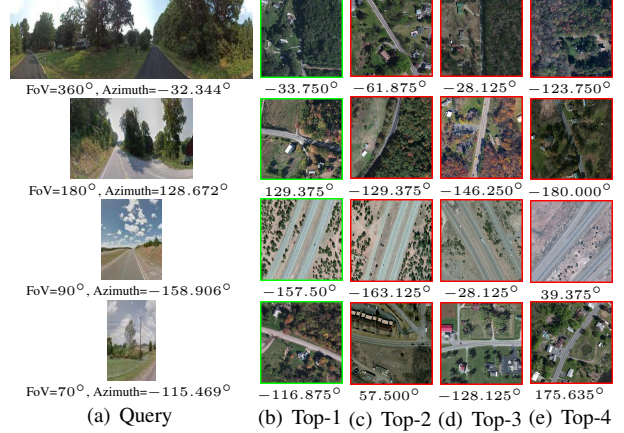 FoV=360°, Azimuth=−32.344° −33.750° −61.875° −28.125° −123.750°
FoV=180°, Azimuth=128.672° 129.375° −129.375° −146.250° −180.000°
FoV=90°, Azimuth=−158.906° −157.50° −163.125° −28.125° 39.375°
FoV=70°, Azimuth=−115.469° −116.875° 57.500° −128.125° 175.635°
(a) Query (b) Top-1 (c) Top-2 (d) Top-3 (e) Top-4